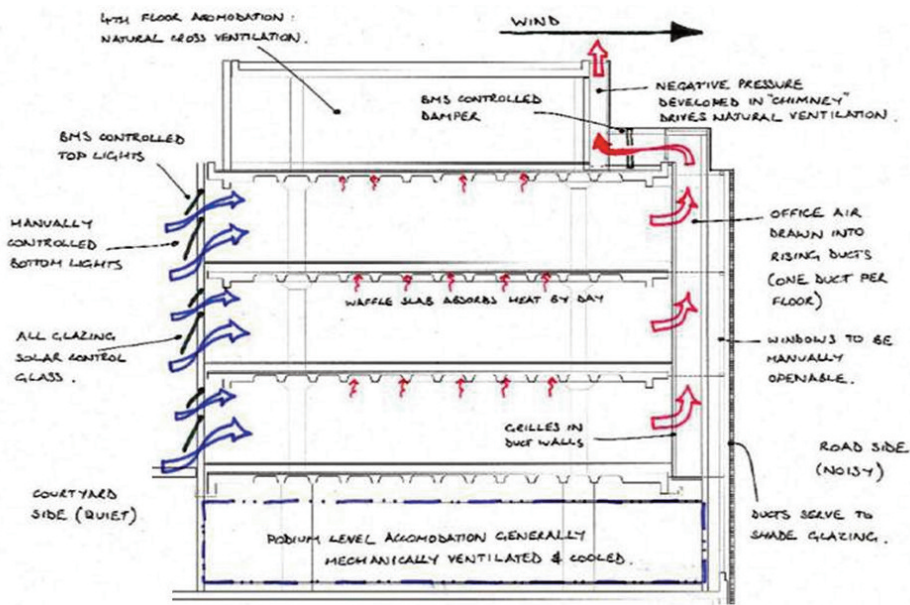 4TH FLOOR ACOMODATION :
NATURAL CROSS VENTILATION.
WIND
BMS CONTROLLED
DAMPER
NEGATIVE PRESSURE
DEVELOPED IN "CHIMNEY"
DRIVES NATURAL VENTILATION.
BMS CONTROLLED
TOP LIGHTS
MANUALLY
CONTROLLED
BOTTOM LIGHTS
OFFICE AIR
DRAWN INTO
RISING DUCTS
(ONE DUCT PER
FLOOR)
WAFFLE SLAB ABSORBS HEAT BY DAY
ALL GLAZING
SOLAR CONTROL
GLASS.
WINDOWS TO BE
MANUALLY
OPENABLE.
GRILLES IN
DUCT WALLS
ROAD SIDE
(NOISY)
COURTYARD
SIDE (QUIET)
DUCTS SERVE TO
SHADE GLAZING.
PODIUM LEVEL ACCOMODATION GENERALLY
MECHANICALLY VENTILATED & COOLED.